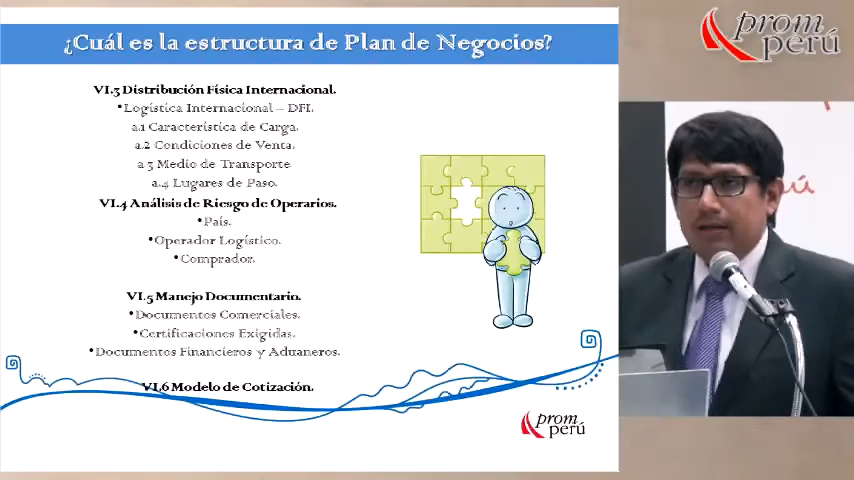 ¿Cuál es la estructura de Plan de Negocios?
VI.3 Distribución Física Internacional.
•Logística Internacional – DFI.
a.1 Característica de Carga.
a.2 Condiciones de Venta.
a 3 Medio de Transporte
a.4 Lugares de Paso.
VI.4 Análisis de Riesgo de Operarios.
•País.
•Operador Logístico.
•Comprador.
VI.5 Manejo Documentario.
•Documentos Comerciales.
•Certificaciones Exigidas.
•Documentos Financieros y Aduaneros.
VI.6 Modelo de Cotización.
prom
perú
prom
perú
ú